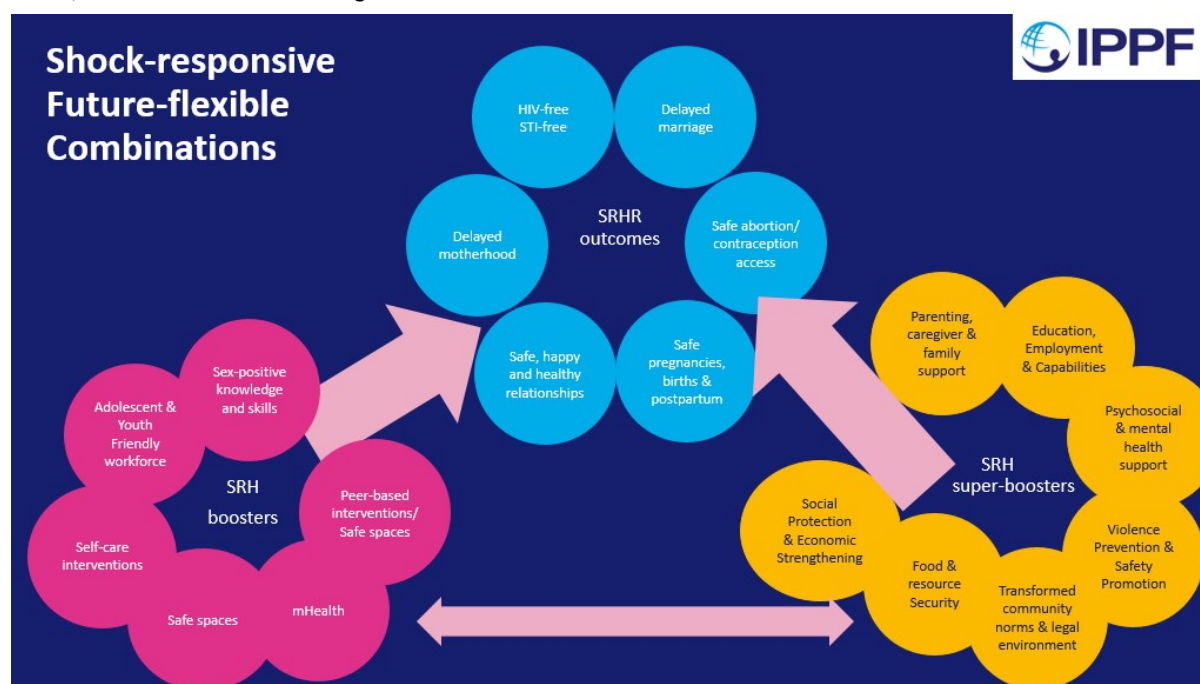 Shock-responsive
Future-flexible
Combinations
IPPF
HIV-free
STI-free
Delayed
marriage
Delayed
motherhood
SRHR
outcomes
Safe abortion/
contraception
access
Safe, happy
and healthy
relationships
Safe
pregnancies,
births &
postpartum
Sex-positive
knowledge
and skills
Adolescent &
Youth
Friendly
workforce
SRH
boosters
Peer-based
interventions/
Safe spaces
Self-care
interventions
Safe spaces
mHealth
Parenting,
caregiver &
family
support
Education,
Employment
& Capabilities
Psychosocial
& mental
health
support
SRH
super-boosters
Social
Protection
& Economic
Strengthening
Food &
resource
Security
Transformed
community
norms & legal
environment
Violence
Prevention &
Safety
Promotion